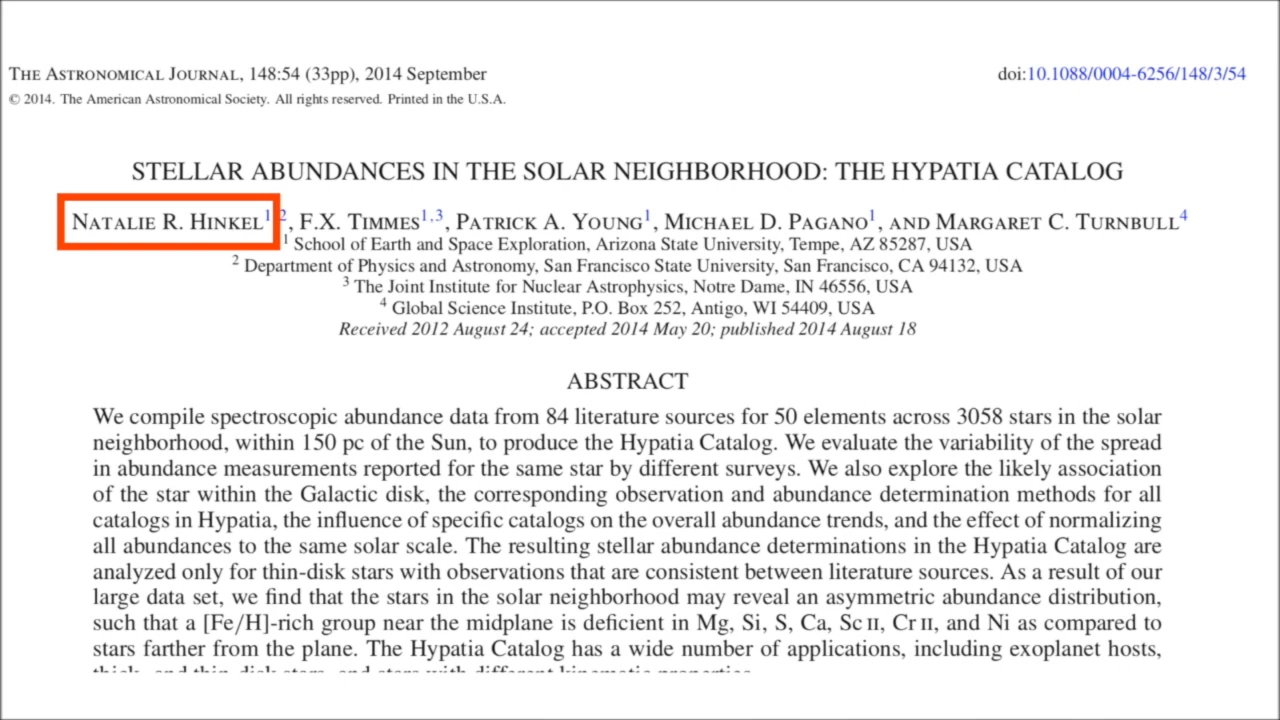 THE ASTRONOMICAL JOURNAL, 148:54 (33pp), 2014 September
doi:10.1088/0004-6256/148/3/54
© 2014. The American Astronomical Society. All rights reserved. Printed in the U.S.A.
STELLAR ABUNDANCES IN THE SOLAR NEIGHBORHOOD: THE HYPATIA CATALOG
NATALIE R. HINKEL1,2, F.X. TIMMES1,3, PATRICK A. YOUNG1, MICHAEL D. PAGANO1, AND MARGARET C. TURNBULL4
1 School of Earth and Space Exploration, Arizona State University, Tempe, AZ 85287, USA
2 Department of Physics and Astronomy, San Francisco State University, San Francisco, CA 94132, USA
3 The Joint Institute for Nuclear Astrophysics, Notre Dame, IN 46556, USA
4 Global Science Institute, P.O. Box 252, Antigo, WI 54409, USA
Received 2012 August 24; accepted 2014 May 20; published 2014 August 18
ABSTRACT
We compile spectroscopic abundance data from 84 literature sources for 50 elements across 3058 stars in the solar
neighborhood, within 150 pc of the Sun, to produce the Hypatia Catalog. We evaluate the variability of the spread
in abundance measurements reported for the same star by different surveys. We also explore the likely association
of the star within the Galactic disk, the corresponding observation and abundance determination methods for all
catalogs in Hypatia, the influence of specific catalogs on the overall abundance trends, and the effect of normalizing
all abundances to the same solar scale. The resulting stellar abundance determinations in the Hypatia Catalog are
analyzed only for thin-disk stars with observations that are consistent between literature sources. As a result of our
large data set, we find that the stars in the solar neighborhood may reveal an asymmetric abundance distribution,
such that a [Fe/H]-rich group near the midplane is deficient in Mg, Si, S, Ca, Sc II, Cr II, and Ni as compared to
stars farther from the plane. The Hypatia Catalog has a wide number of applications, including exoplanet hosts,
thick- and thin-disk stars, and stars with different kinematic properties.